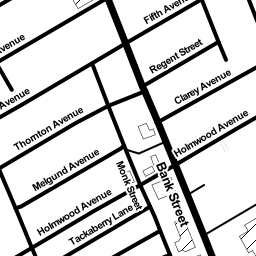 Fifth Avenue
Avenue
Regent Street
Clarey Avenue
Avenue
Thornton Avenue
Holmwood Avenue
Melgund Avenue
Monk Street
Bank Street
Holmwood Avenue
Tackaberry Lane